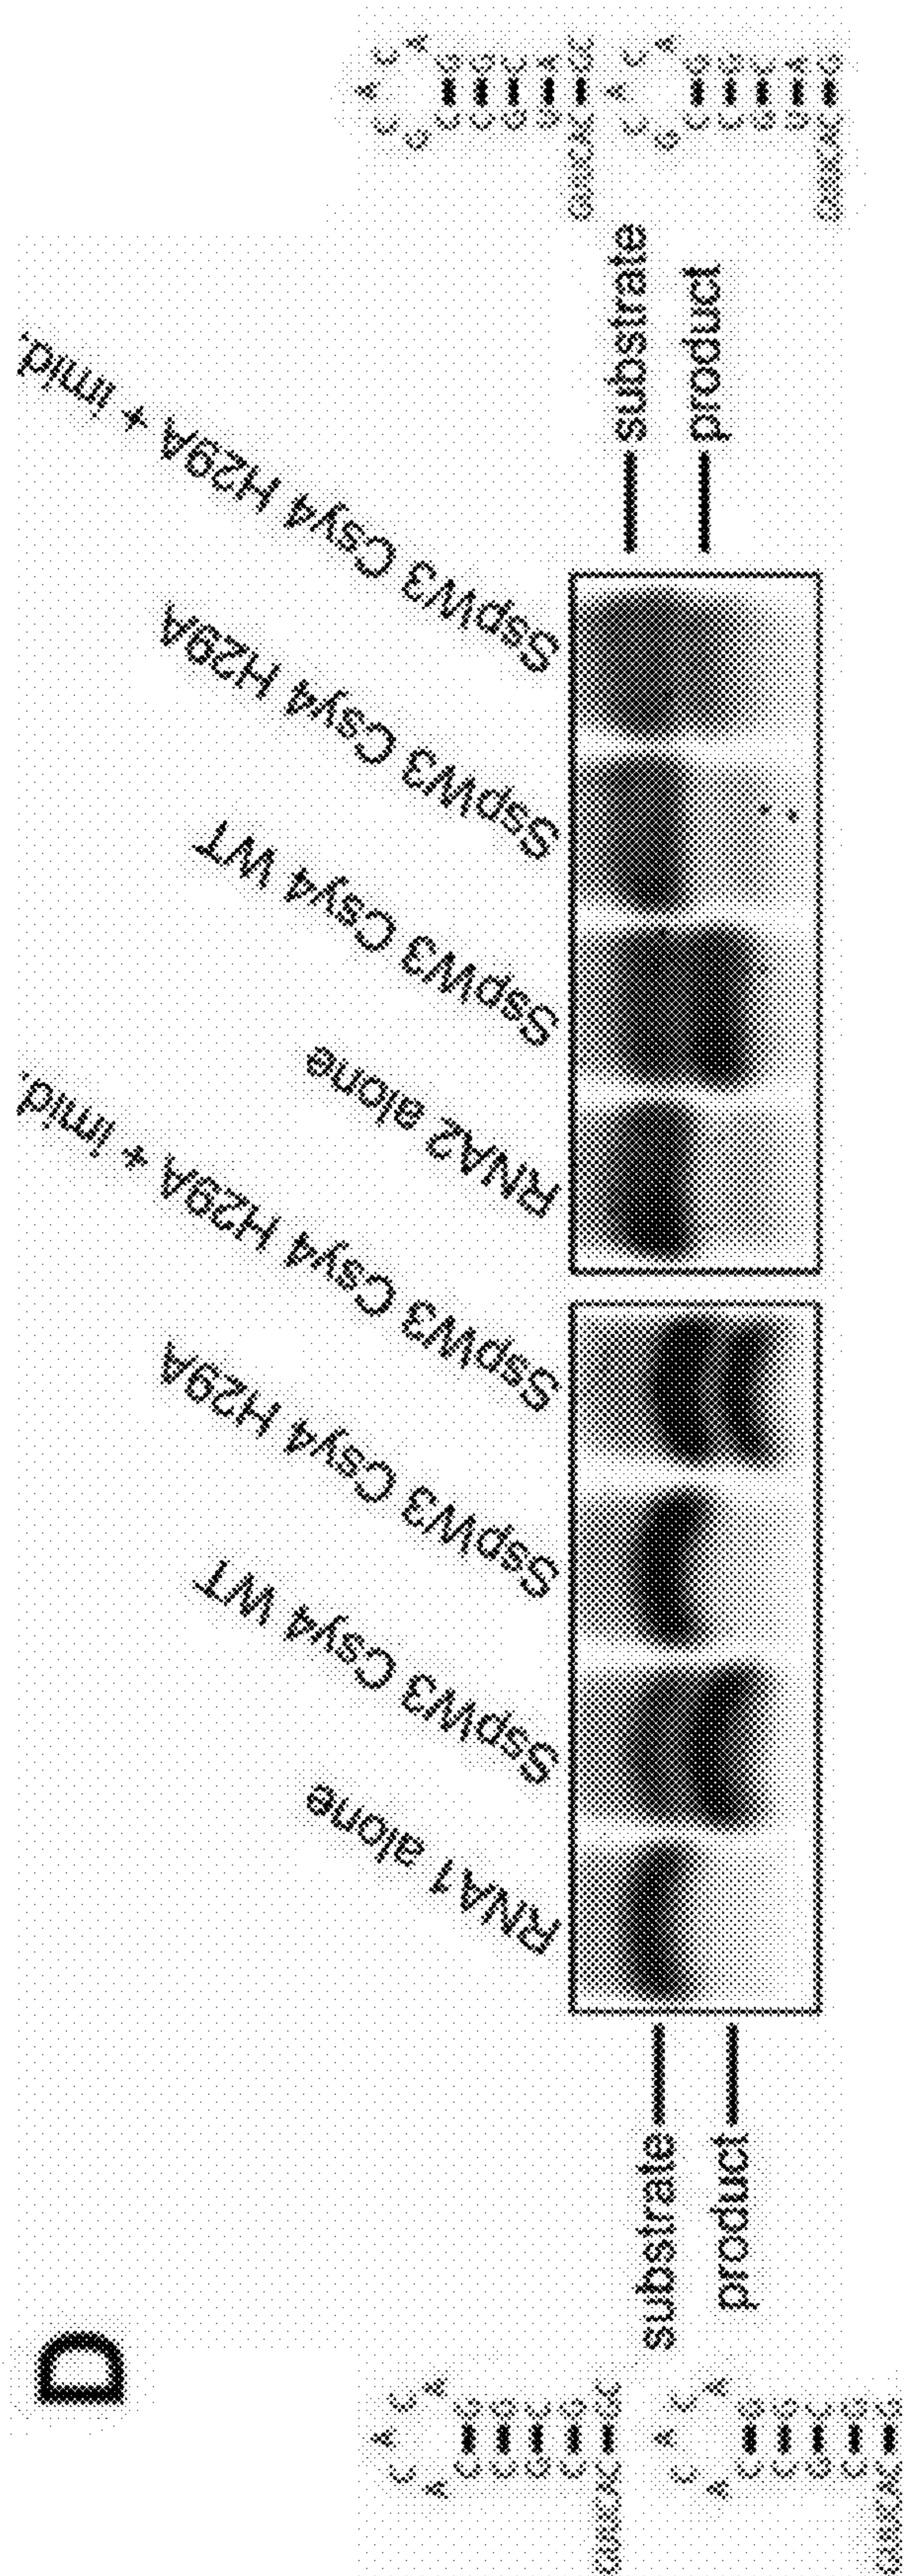 D
RNA1 alone
SspW3 Csy4 WT
SspW3 Csy4 H29A
SspW3 Csy4 H29A + imid.
RNA2 alone
SspW3 Csy4 WT
SspW3 Csy4 H29A
SspW3 Csy4 H29A + imid.
substrate
product
substrate
product